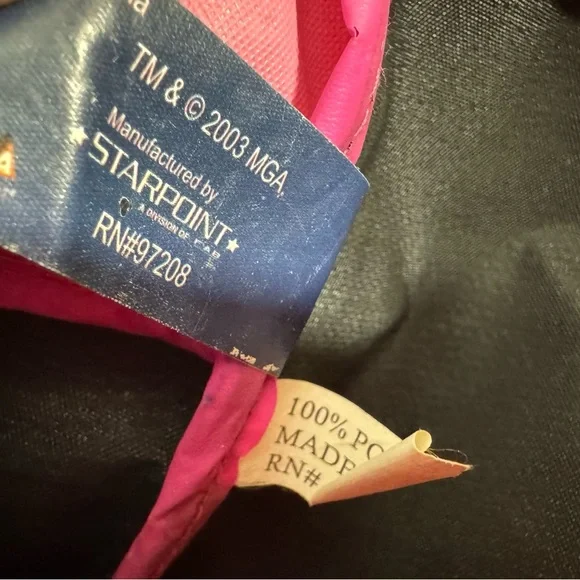 TM & © 2003 MGA,
Manufactured by
STARPOINT
A DIVISION OF
RN#97208
100% PO
MADE
RN#